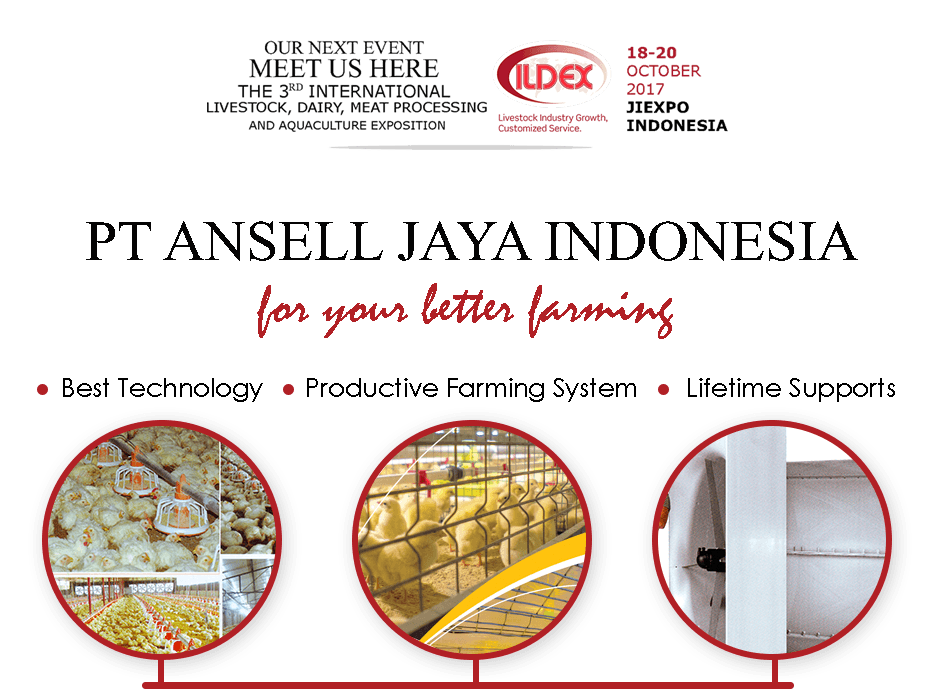 OUR NEXT EVENT
MEET US HERE
THE 3RD INTERNATIONAL
LIVESTOCK, DAIRY, MEAT PROCESSING
AND AQUACULTURE EXPOSITION
ILDEX
Livestock Industry Growth,
Customized Service.
18-20
OCTOBER
2017
JIEXPO
INDONESIA
PT ANSELL JAYA INDONESIA
for your better farming
• Best Technology • Productive Farming System • Lifetime Supports